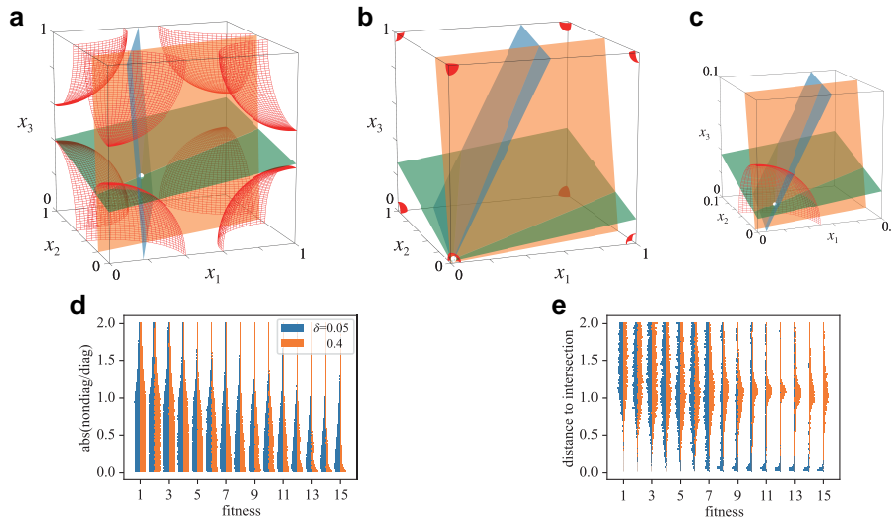 a
1
x3
0
1
x2
0
0
x1
1
b
1
x3
0
1
x2
0
0
x1
1
c
0.1
x3
0
0.1
x2
0
0
x1
0.
d
abs(nondiag/diag)
2.0
1.5
1.0
0.5
0.0
δ=0.05
0.4
1 3 5 7 9 11 13 15
fitness
e
distance to intersection
2.0
1.5
1.0
0.5
0.0
1 3 5 7 9 11 13 15
fitness